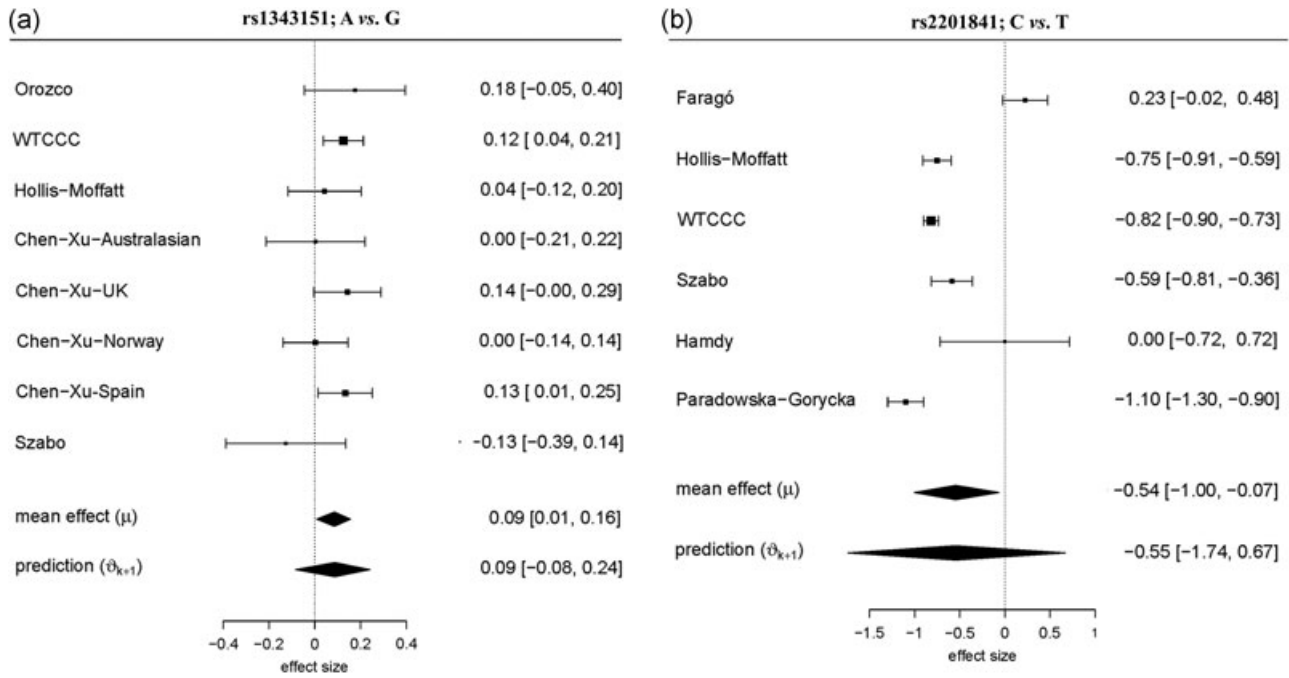 (a)
rs1343151; A vs. G
Orozco 0.18 [−0.05, 0.40]
WTCCC 0.12 [ 0.04, 0.21]
Hollis−Moffatt 0.04 [−0.12, 0.20]
Chen−Xu−Australasian 0.00 [−0.21, 0.22]
Chen−Xu−UK 0.14 [−0.00, 0.29]
Chen−Xu−Norway 0.00 [−0.14, 0.14]
Chen−Xu-Spain 0.13 [ 0.01, 0.25]
Szabo −0.13 [−0.39, 0.14]
mean effect (μ) 0.09 [0.01, 0.16]
prediction (ϑk+1) 0.09 [−0.08, 0.24]
−0.4 −0.2 0 0.2 0.4
effect size
(b)
rs2201841; C vs. T
Faragó 0.23 [−0.02, 0.48]
Hollis−Moffatt −0.75 [−0.91, −0.59]
WTCCC −0.82 [−0.90, −0.73]
Szabo −0.59 [−0.81, −0.36]
Hamdy 0.00 [−0.72, 0.72]
Paradowska−Gorycka −1.10 [−1.30, −0.90]
mean effect (μ) −0.54 [−1.00, −0.07]
prediction (ϑk+1) −0.55 [−1.74, 0.67]
−1.5 −1 −0.5 0 0.5 1
effect size